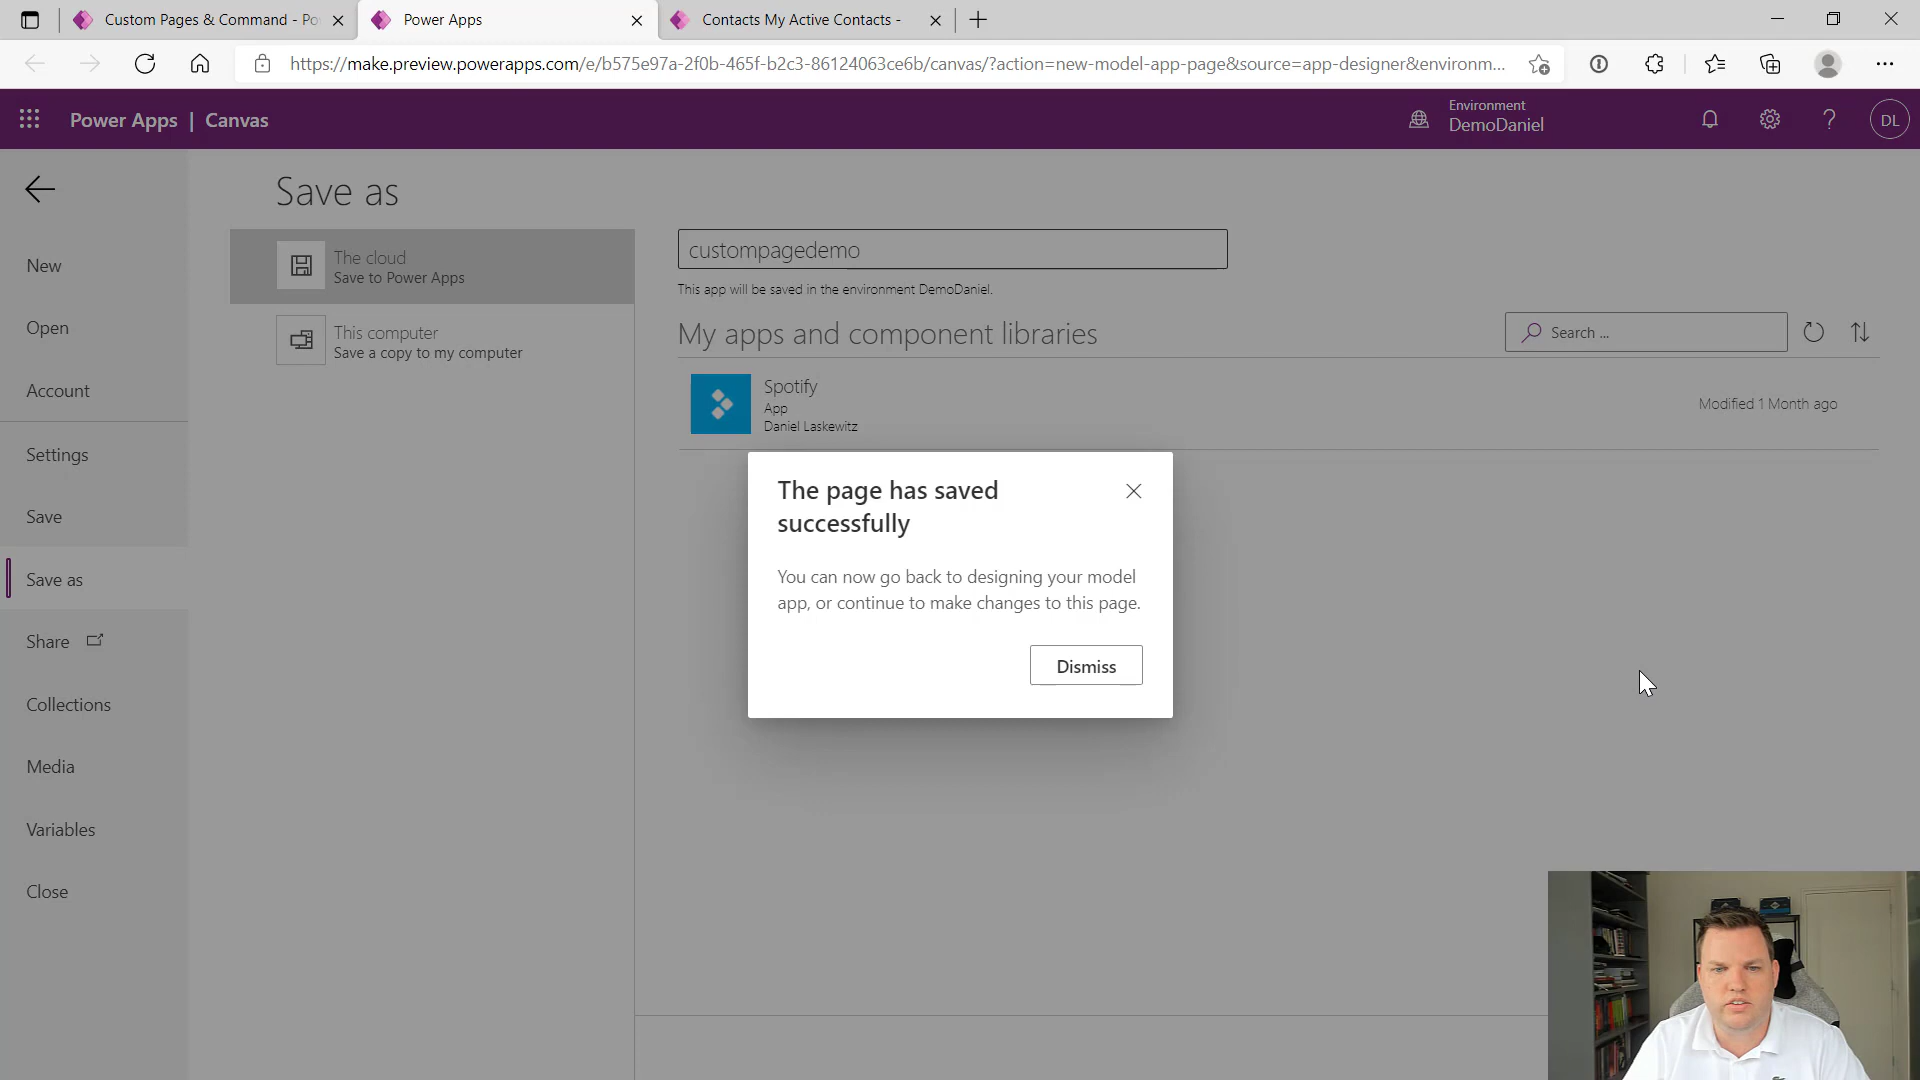 Custom Pages & Command - Po
Power Apps
Contacts My Active Contacts -
https://make.preview.powerapps.com/e/b575e97a-2f0b-465f-b2c3-86124063ce6b/canvas/?action=new-model-app-page&source=app-designer&environm...
Power Apps | Canvas
Environment
DemoDaniel
?
DL
Save as
New
Open
Account
Settings
Save
Save as
Share
Collections
Media
Variables
Close
The cloud
Save to Power Apps
This computer
Save a copy to my computer
custompagedemo
This app will be saved in the environment DemoDaniel.
My apps and component libraries
Search ...
Spotify
App
Daniel Laskewitz
Modified 1 Month ago
The page has saved
successfully
You can now go back to designing your model
app, or continue to make changes to this page.
Dismiss